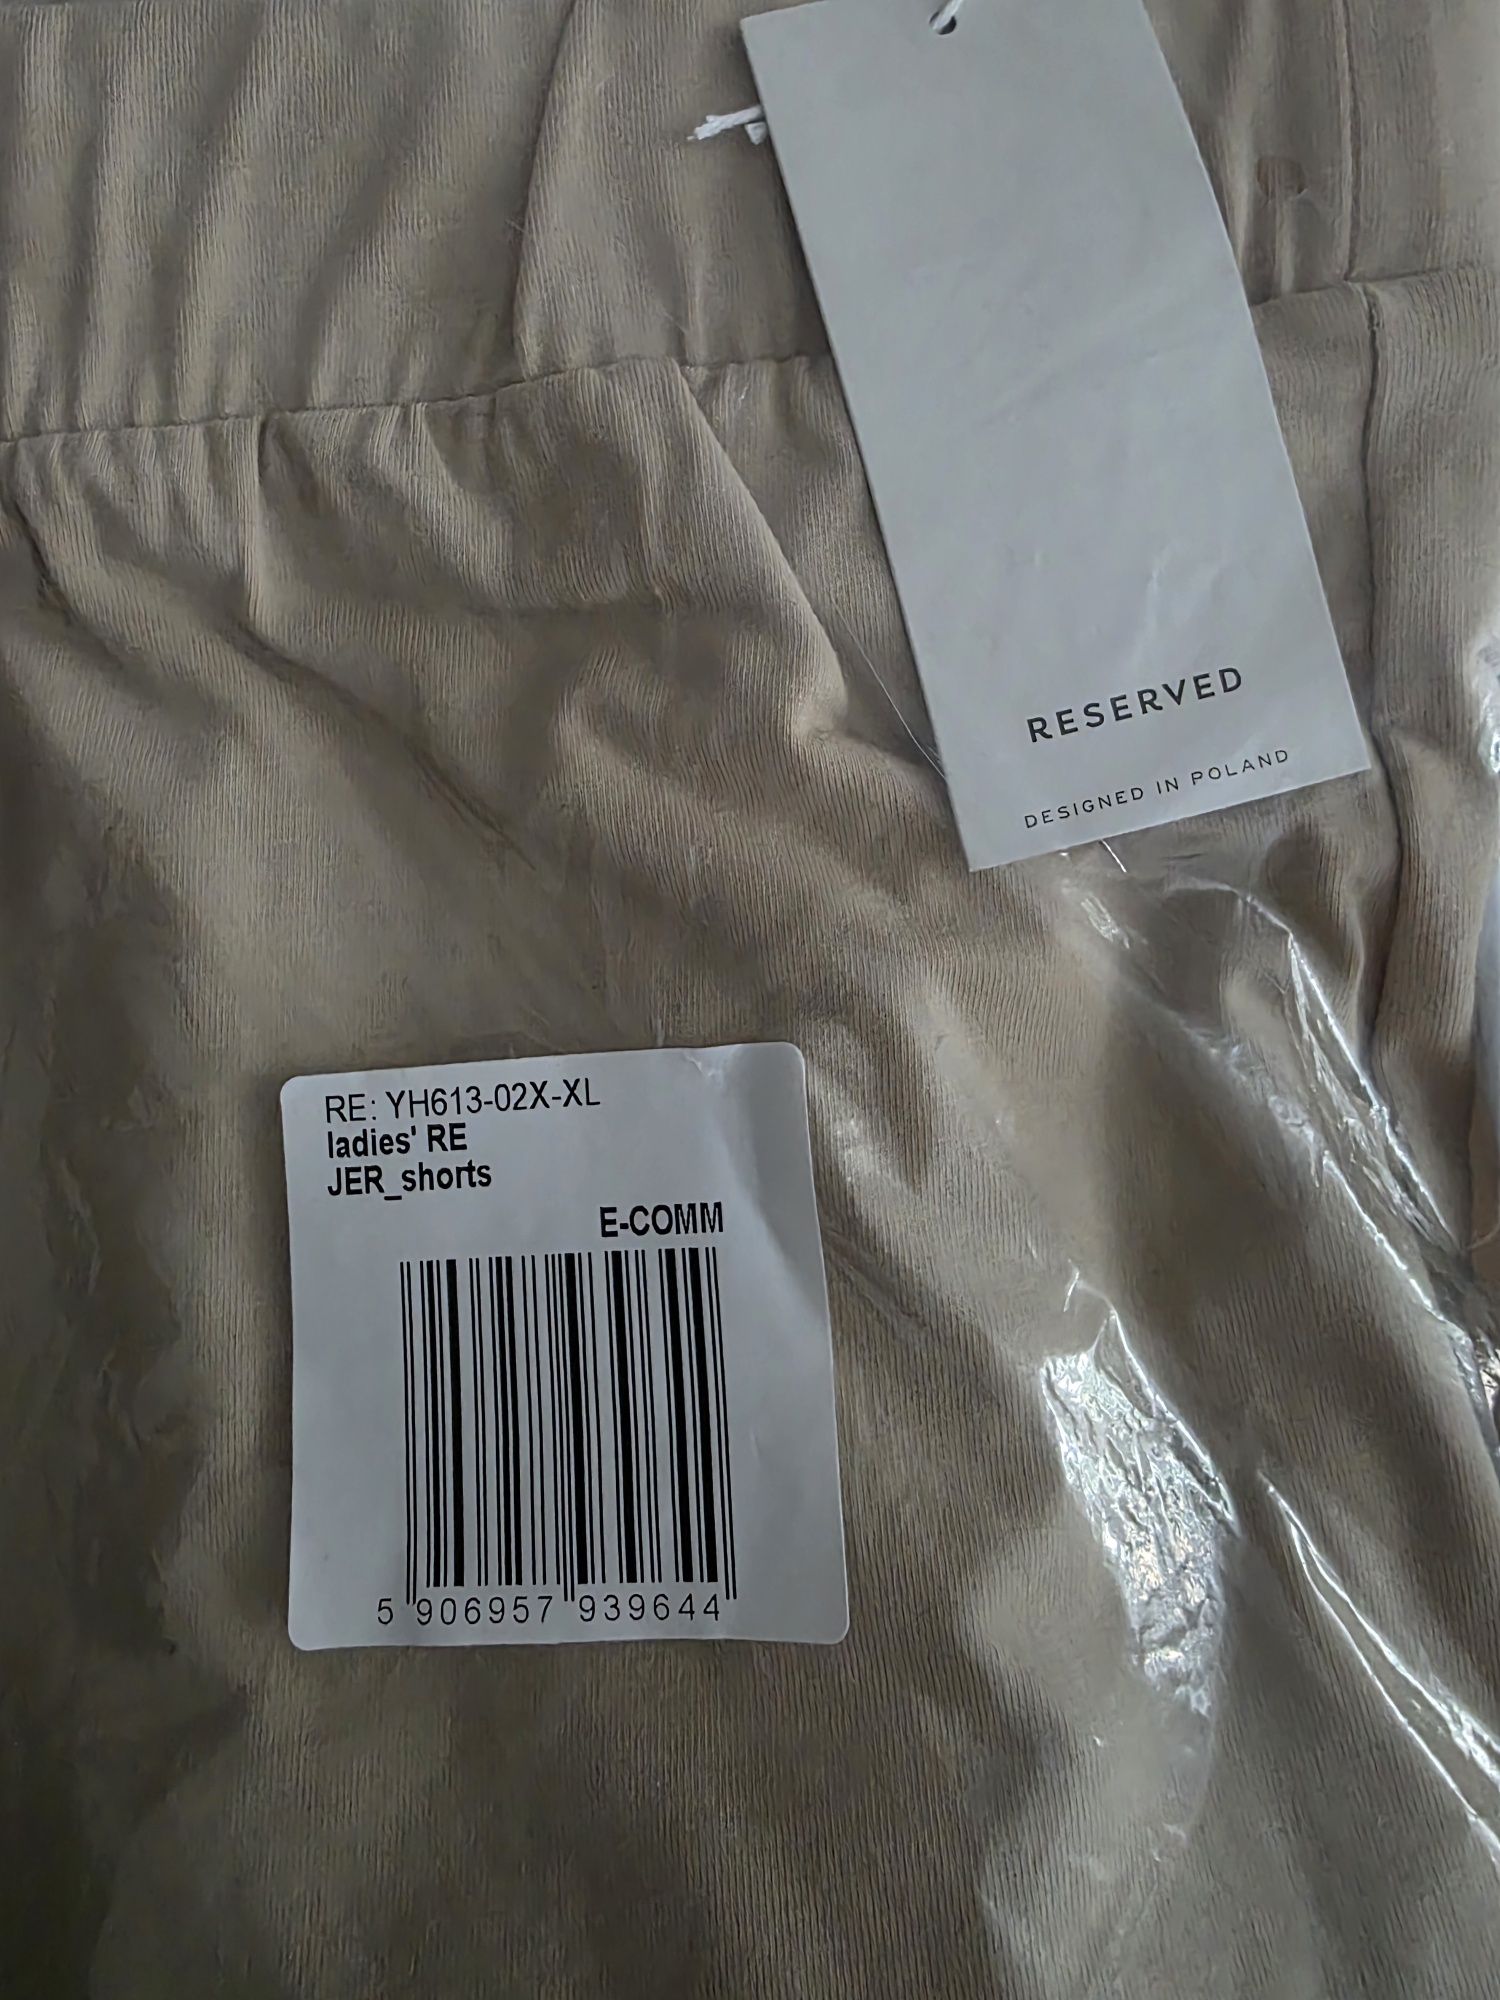 RESERVED
DESIGNED IN POLAND
RE: YH613-02X-XL
ladies' RE
JER_shorts
E-COMM
5 906957 939644